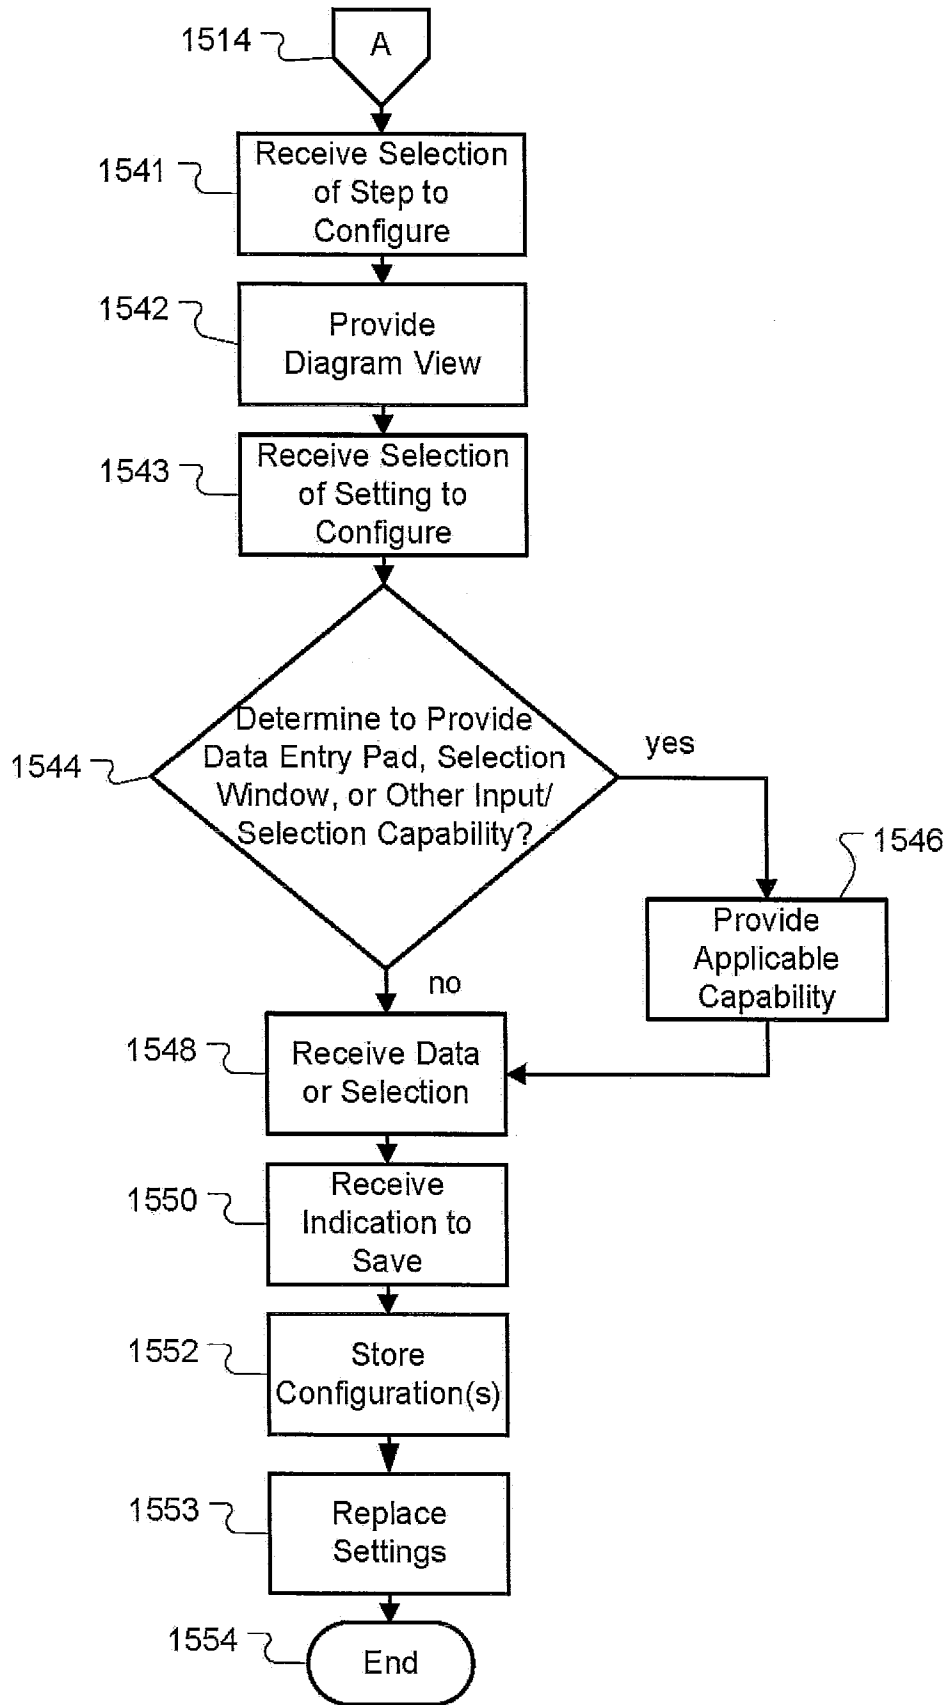 1514
A
1541
Receive Selection
of Step to
Configure
1542
Provide
Diagram View
1543
Receive Selection
of Setting to
Configure
1544
Determine to Provide
Data Entry Pad, Selection
Window, or Other Input/
Selection Capability?
yes
1546
Provide
Applicable
Capability
no
1548
Receive Data
or Selection
1550
Receive
Indication to
Save
1552
Store
Configuration(s)
1553
Replace
Settings
1554
End